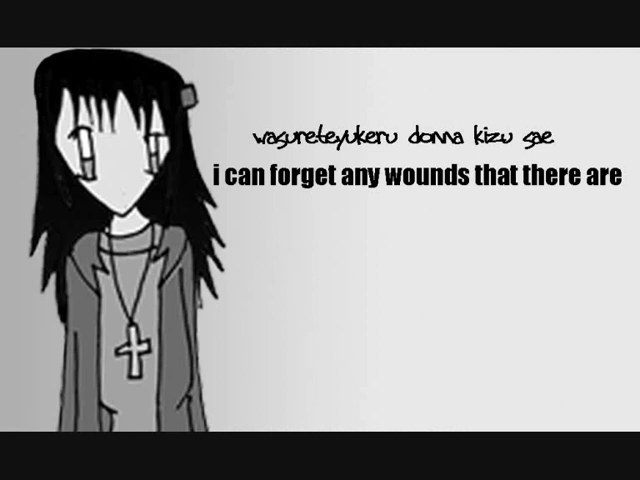 wasureteyukeru donna kizu sae
i can forget any wounds that there are